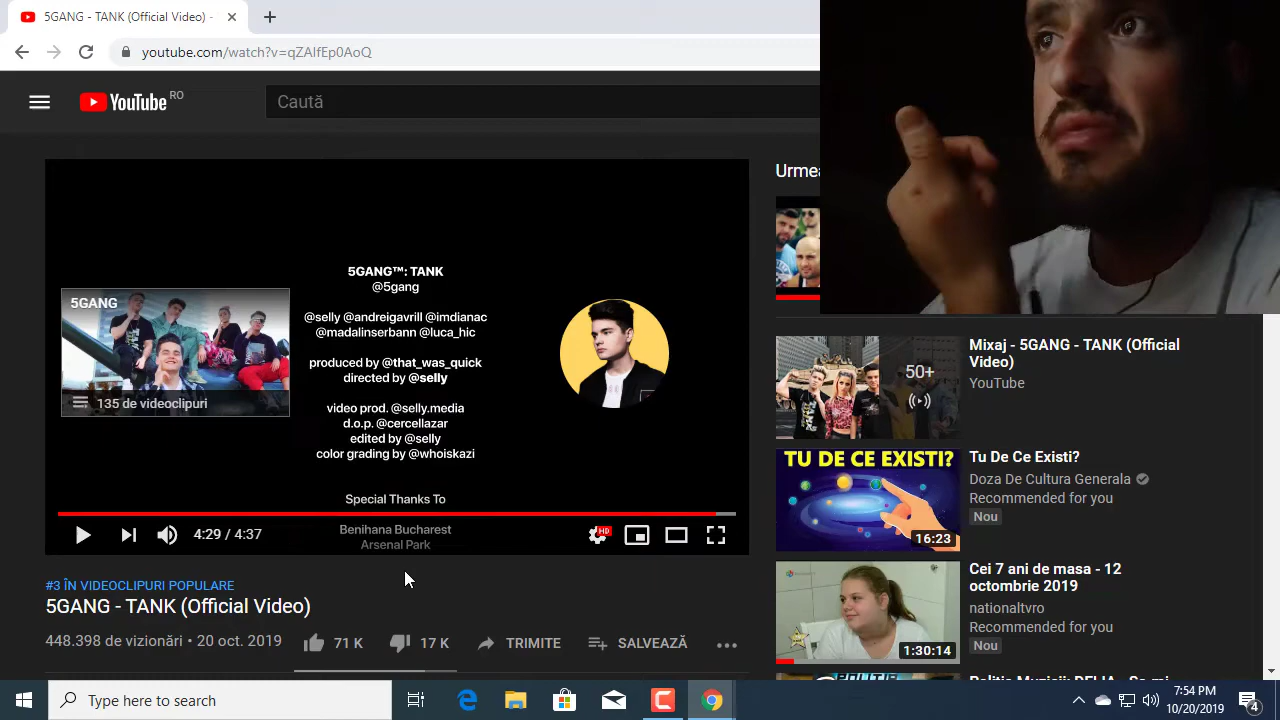 5GANG - TANK (Official Video) -
youtube.com/watch?v=qZAlfEp0AoQ
YouTube RO
Caută
5GANG
135 de videoclipuri
5GANG™: TANK
@5gang
@selly @andreigavrill @imdianac
@madalinserbann @luca_hic
produced by @that_was_quick
directed by @selly
video prod. @selly.media
d.o.p. @cercellazar
edited by @selly
color grading by @whoiskazi
Special Thanks To
Benihana Bucharest
Arsenal Park
4:29 / 4:37
HD
#3 ÎN VIDEOCLIPURI POPULARE
5GANG - TANK (Official Video)
448.398 de vizionări • 20 oct. 2019
71 K
17 K
TRIMITE
SALVEAZĂ
50+
Mixaj - 5GANG - TANK (Official
Video)
YouTube
TU DE CE EXISTI?
16:23
Tu De Ce Existi?
Doza De Cultura Generala
Recommended for you
Nou
1:30:14
Cei 7 ani de masa - 12
octombrie 2019
nationaltvro
Recommended for you
Nou
Type here to search
7:54 PM
10/20/2019
4